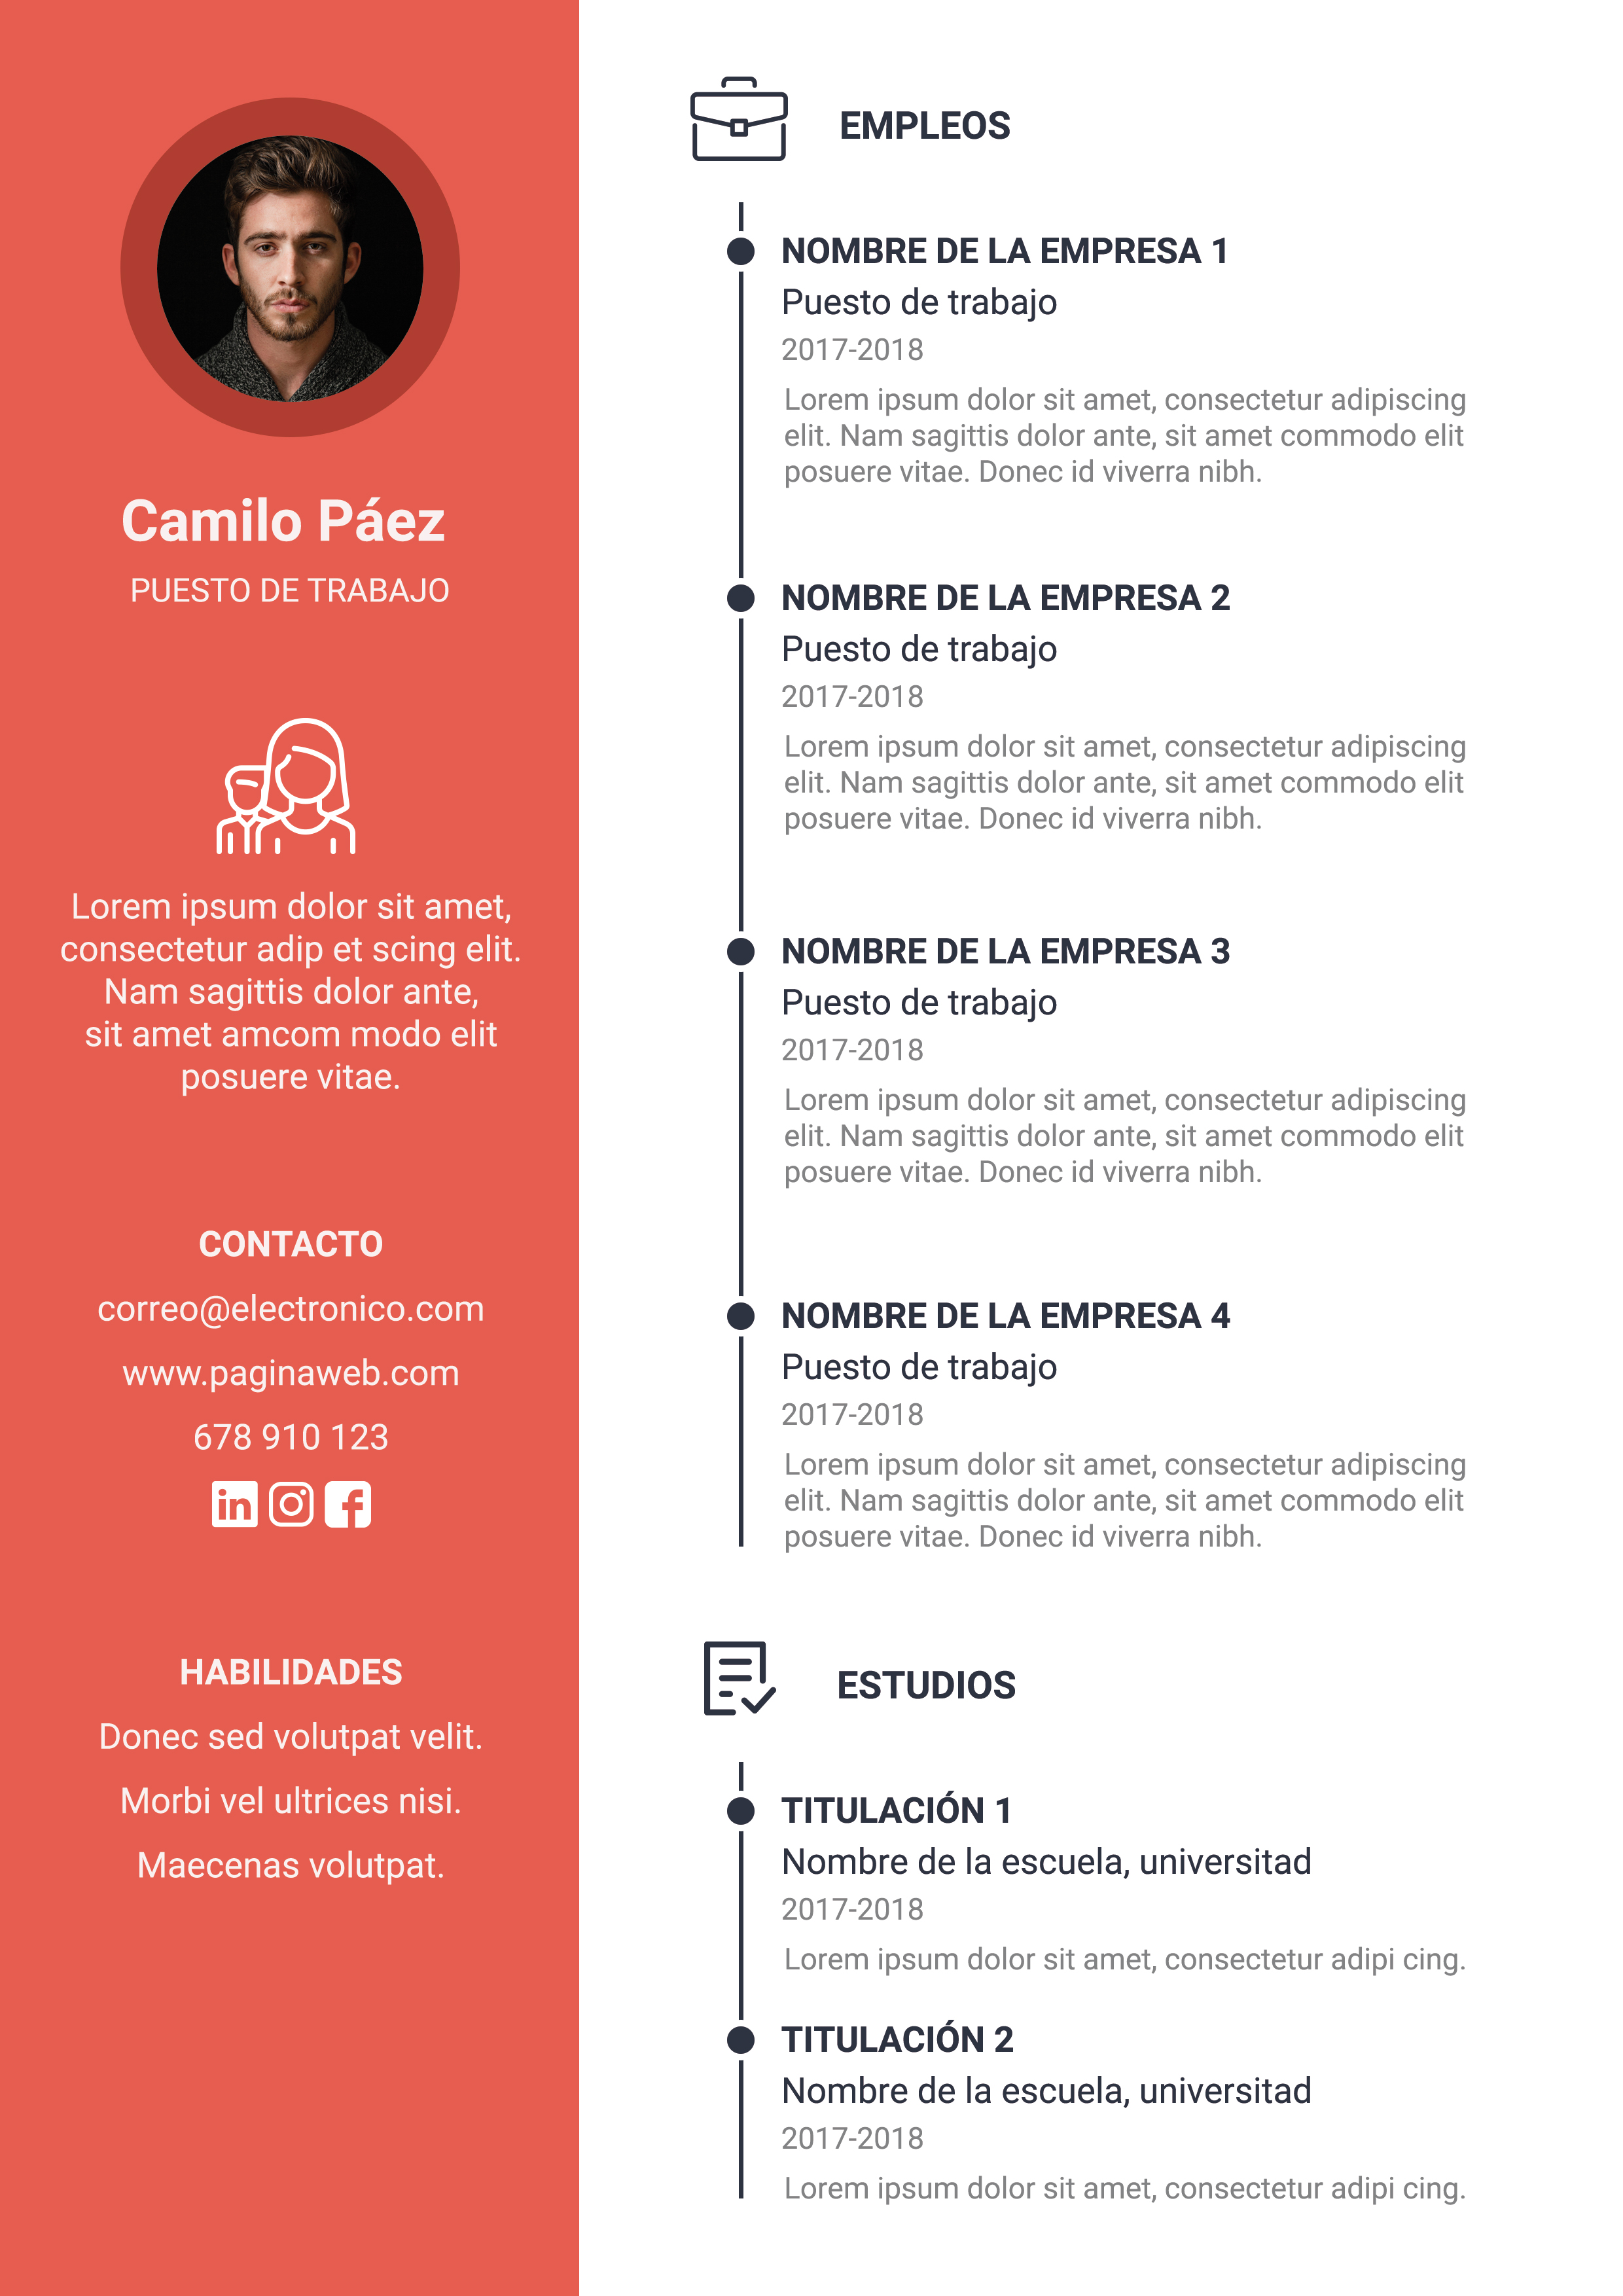 Camilo Páez
PUESTO DE TRABAJO
Lorem ipsum dolor sit amet,
consectetur adip et scing elit.
Nam sagittis dolor ante,
sit amet amcom modo elit
posuere vitae.
CONTACTO
correo@electronico.com
www.paginaweb.com
678 910 123
in
f
HABILIDADES
Donec sed volutpat velit.
Morbi vel ultrices nisi.
Maecenas volutpat.
EMPLEOS
NOMBRE DE LA EMPRESA 1
Puesto de trabajo
2017-2018
Lorem ipsum dolor sit amet, consectetur adipiscing
elit. Nam sagittis dolor ante, sit amet commodo elit
posuere vitae. Donec id viverra nibh.
NOMBRE DE LA EMPRESA 2
Puesto de trabajo
2017-2018
Lorem ipsum dolor sit amet, consectetur adipiscing
elit. Nam sagittis dolor ante, sit amet commodo elit
posuere vitae. Donec id viverra nibh.
NOMBRE DE LA EMPRESA 3
Puesto de trabajo
2017-2018
Lorem ipsum dolor sit amet, consectetur adipiscing
elit. Nam sagittis dolor ante, sit amet commodo elit
posuere vitae. Donec id viverra nibh.
NOMBRE DE LA EMPRESA 4
Puesto de trabajo
2017-2018
Lorem ipsum dolor sit amet, consectetur adipiscing
elit. Nam sagittis dolor ante, sit amet commodo elit
posuere vitae. Donec id viverra nibh.
ESTUDIOS
TITULACIÓN 1
Nombre de la escuela, universitad
2017-2018
Lorem ipsum dolor sit amet, consectetur adipi cing.
TITULACIÓN 2
Nombre de la escuela, universitad
2017-2018
Lorem ipsum dolor sit amet, consectetur adipi cing.